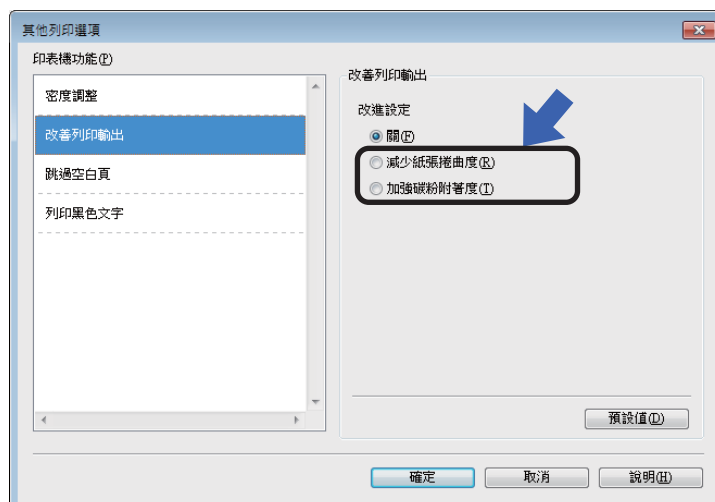 其他列印選項
印表機功能(P)
密度調整
改善列印輸出
跳過空白頁
列印黑色文字
改善列印輸出
改進設定
關(F)
減少紙張捲曲度(R)
加強碳粉附著度(T)
預設值(D)
確定
取消
說明(H)